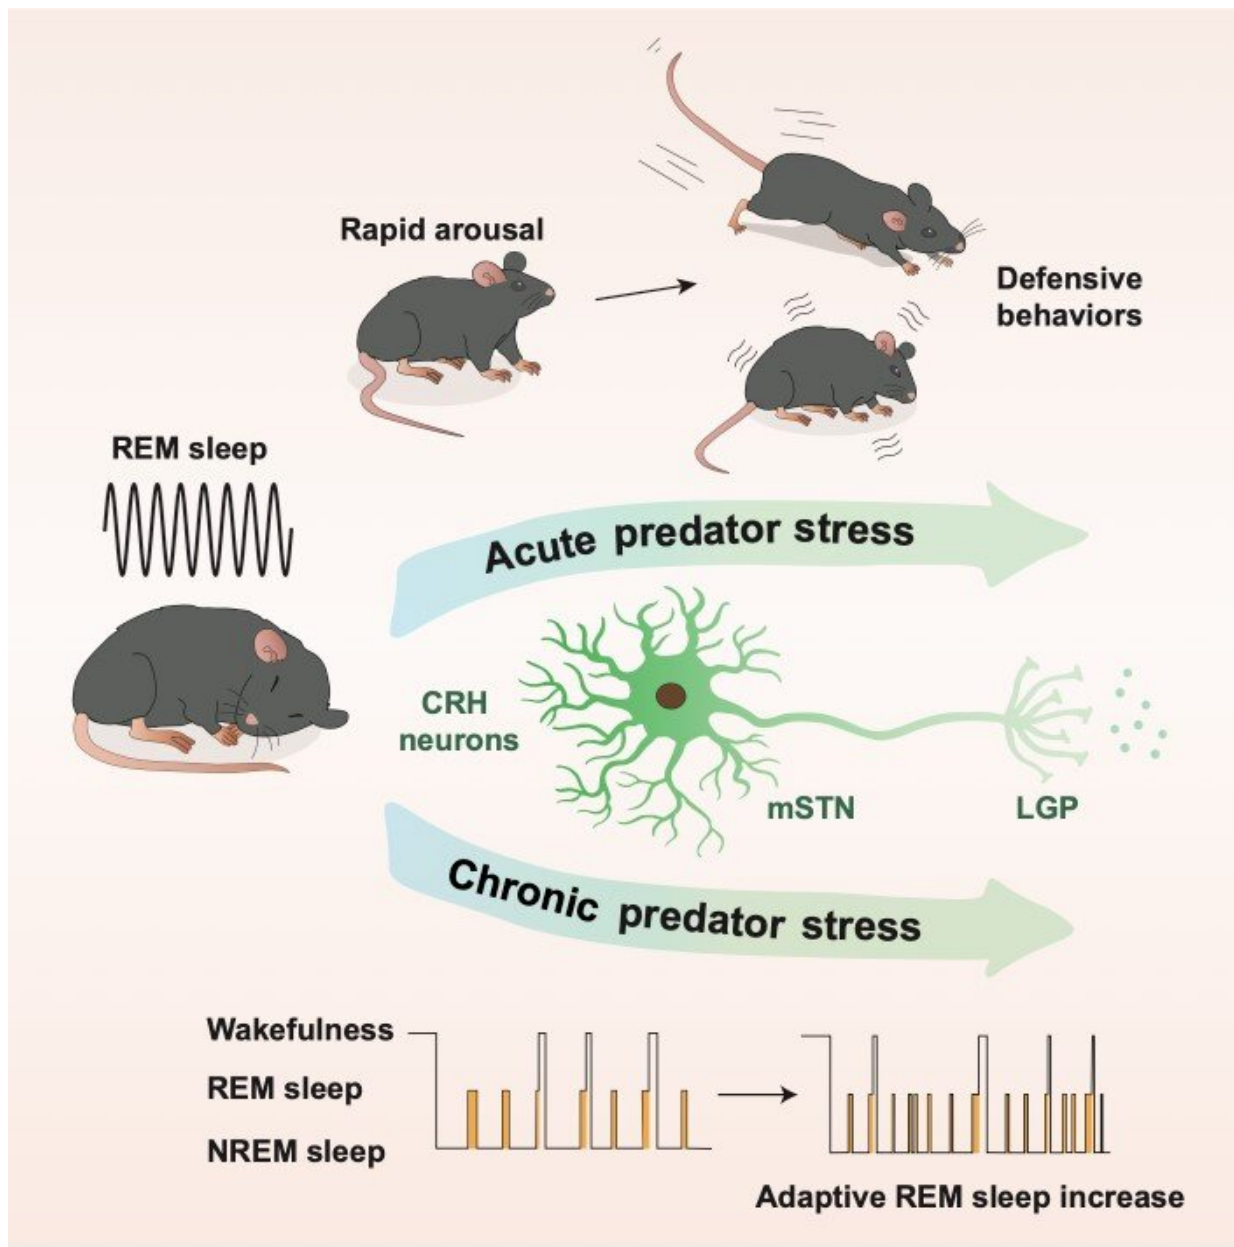 Rapid arousal
Defensive
behaviors
REM sleep
Acute predator stress
CRH
neurons
mSTN
LGP
Chronic predator stress
Wakefulness
REM sleep
NREM sleep
Adaptive REM sleep increase